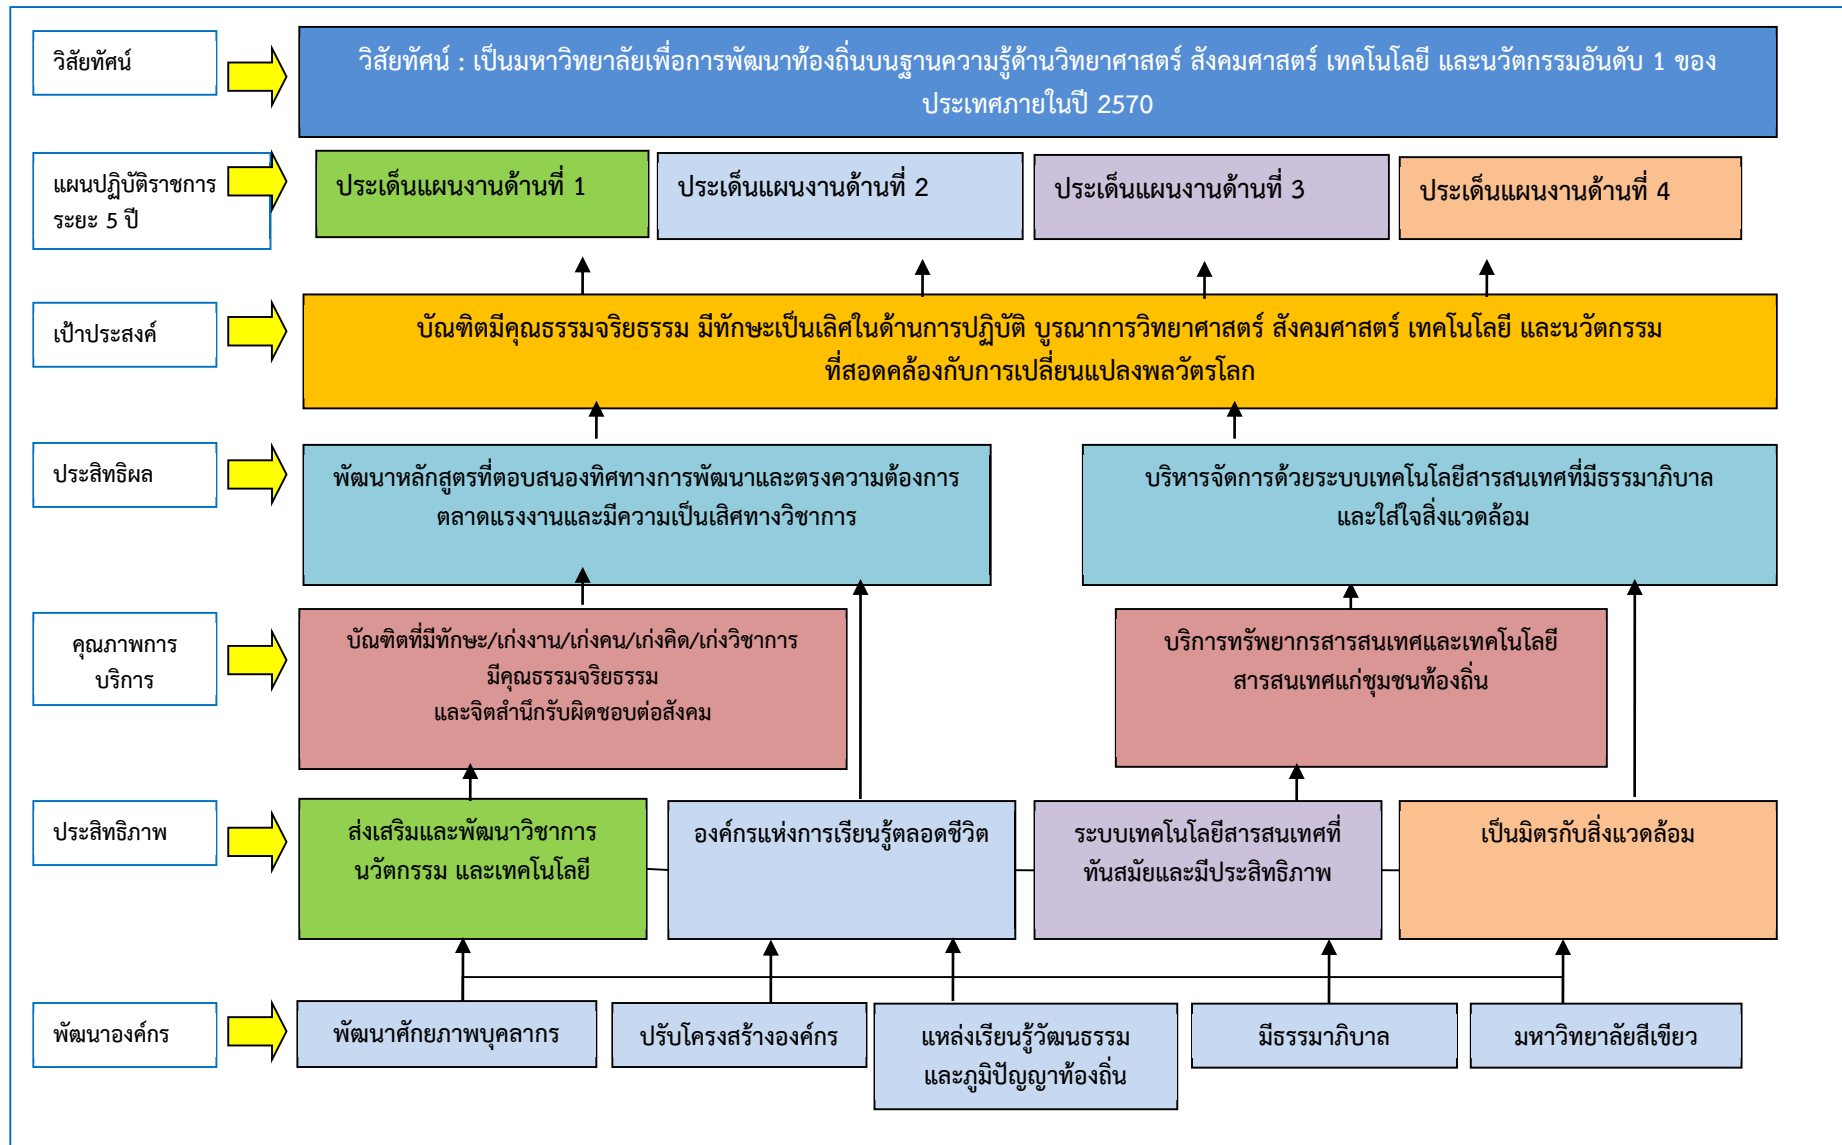 วิสัยทัศน์
วิสัยทัศน์ : เป็นมหาวิทยาลัยเพื่อการพัฒนาท้องถิ่นบนฐานความรู้ด้านวิทยาศาสตร์ สังคมศาสตร์ เทคโนโลยี และนวัตกรรมอันดับ 1 ของ
ประเทศภายในปี 2570
แผนปฏิบัติราชการ
ระยะ 5 ปี
ประเด็นแผนงานด้านที่ 1
ประเด็นแผนงานด้านที่ 2
ประเด็นแผนงานด้านที่ 3
ประเด็นแผนงานด้านที่ 4
เป้าประสงค์
บัณฑิตมีคุณธรรมจริยธรรม มีทักษะเป็นเลิศในด้านการปฏิบัติ บูรณาการวิทยาศาสตร์ สังคมศาสตร์ เทคโนโลยี และนวัตกรรม
ที่สอดคล้องกับการเปลี่ยนแปลงพลวัตรโลก
ประสิทธิผล
พัฒนาหลักสูตรที่ตอบสนองทิศทางการพัฒนาและตรงความต้องการ
ตลาดแรงงานและมีความเป็นเสิศทางวิชาการ
บริหารจัดการด้วยระบบเทคโนโลยีสารสนเทศที่มีธรรมาภิบาล
และใส่ใจสิ่งแวดล้อม
คุณภาพการ
บริการ
บัณฑิตที่มีทักษะ/เก่งงาน/เก่งคน/เก่งคิด/เก่งวิชาการ
มีคุณธรรมจริยธรรม
และจิตสำนึกรับผิดชอบต่อสังคม
บริการทรัพยากรสารสนเทศและเทคโนโลยี
สารสนเทศแก่ชุมชนท้องถิ่น
ประสิทธิภาพ
ส่งเสริมและพัฒนาวิชาการ
นวัตกรรม และเทคโนโลยี
องค์กรแห่งการเรียนรู้ตลอดชีวิต
ระบบเทคโนโลยีสารสนเทศที่
ทันสมัยและมีประสิทธิภาพ
เป็นมิตรกับสิ่งแวดล้อม
พัฒนาองค์กร
พัฒนาศักยภาพบุคลากร
ปรับโครงสร้างองค์กร
แหล่งเรียนรู้วัฒนธรรม
และภูมิปัญญาท้องถิ่น
มีธรรมาภิบาล
มหาวิทยาลัยสีเขียว